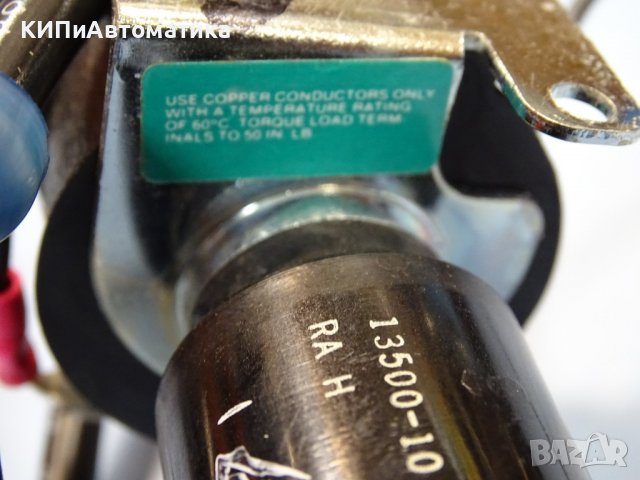 КИПиАвтоматика
USE COPPER CONDUCTORS ONLY
WITH A TEMPERATURE RATING
OF 60°C TORQUE LOAD TERM-
INALS TO 50 IN LB
13500-10
RA H
BAZAR